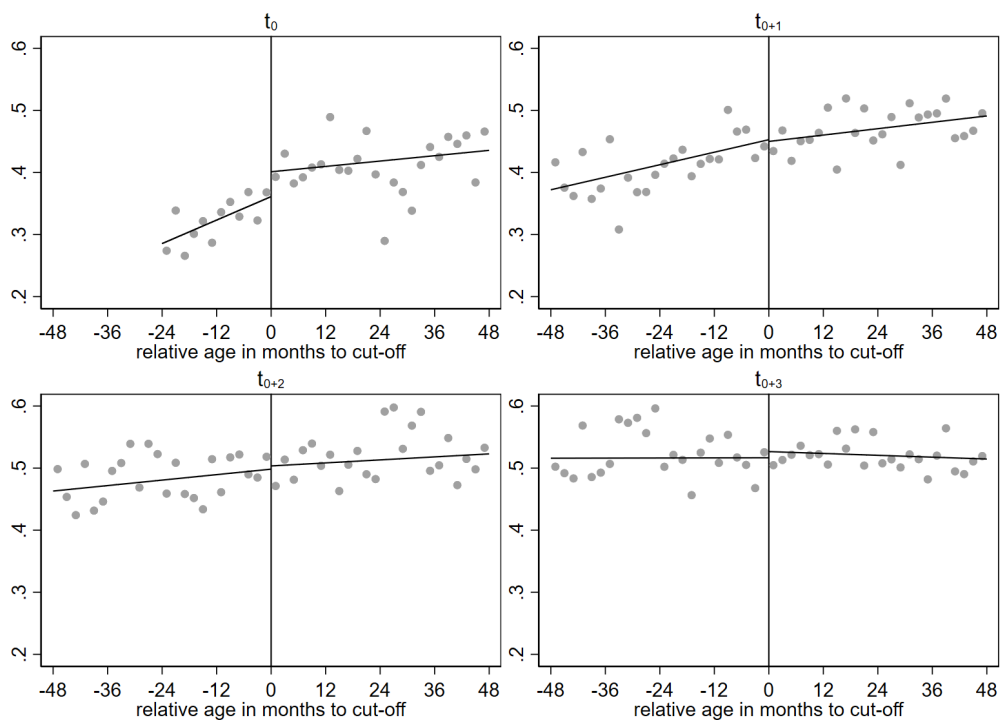 t0
t0+1
.6 .6
.5 .5
.4 .4
.3 .3
.2 .2
-48 -36 -24 -12 0 12 24 36 48 -48 -36 -24 -12 0 12 24 36 48
relative age in months to cut-off relative age in months to cut-off
t0+2
t0+3
.6 .6
.5 .5
.4 .4
.3 .3
.2 .2
-48 -36 -24 -12 0 12 24 36 48 -48 -36 -24 -12 0 12 24 36 48
relative age in months to cut-off relative age in months to cut-off